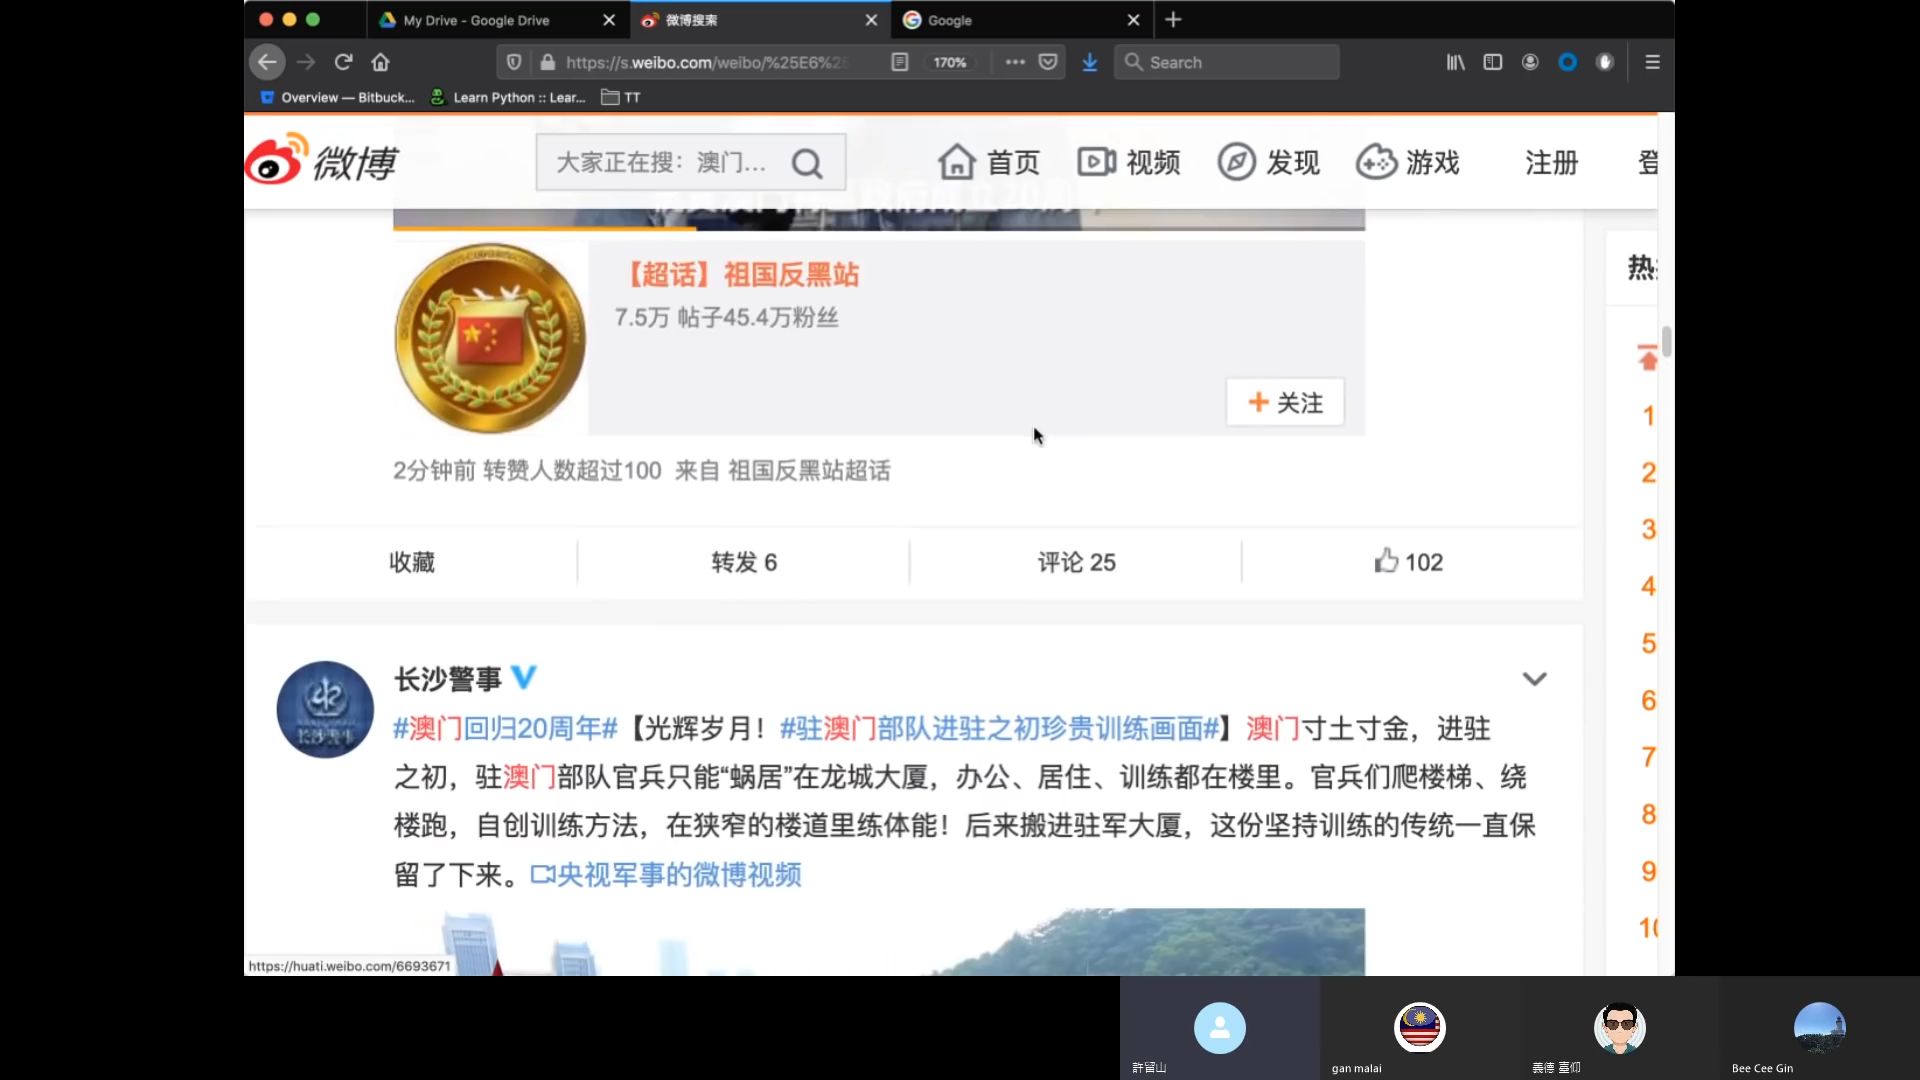 My Drive - Google Drive
微博搜索
Google
https://s.weibo.com/weibo/%25E6%25
170%
Search
Overview — Bitbuck...
Learn Python :: Lear...
TT
微博
大家正在搜：澳门...
首页
视频
发现
游戏
注册
登
【超话】祖国反黑站
7.5万 帖子45.4万粉丝
+ 关注
2分钟前 转赞人数超过100 来自 祖国反黑站超话
收藏
转发 6
评论 25
102
长沙警事
#澳门回归20周年#【光辉岁月！#驻澳门部队进驻之初珍贵训练画面#】澳门寸土寸金，进驻
之初，驻澳门部队官兵只能“蜗居”在龙城大厦，办公、居住、训练都在楼里。官兵们爬楼梯、绕
楼跑，自创训练方法，在狭窄的楼道里练体能！后来搬进驻军大厦，这份坚持训练的传统一直保
留了下来。央视军事的微博视频
热
1
2
3
4
5
6
7
8
9
10
https://huati.weibo.com/6693671
許留山
gan malai
Bee Cee Gin